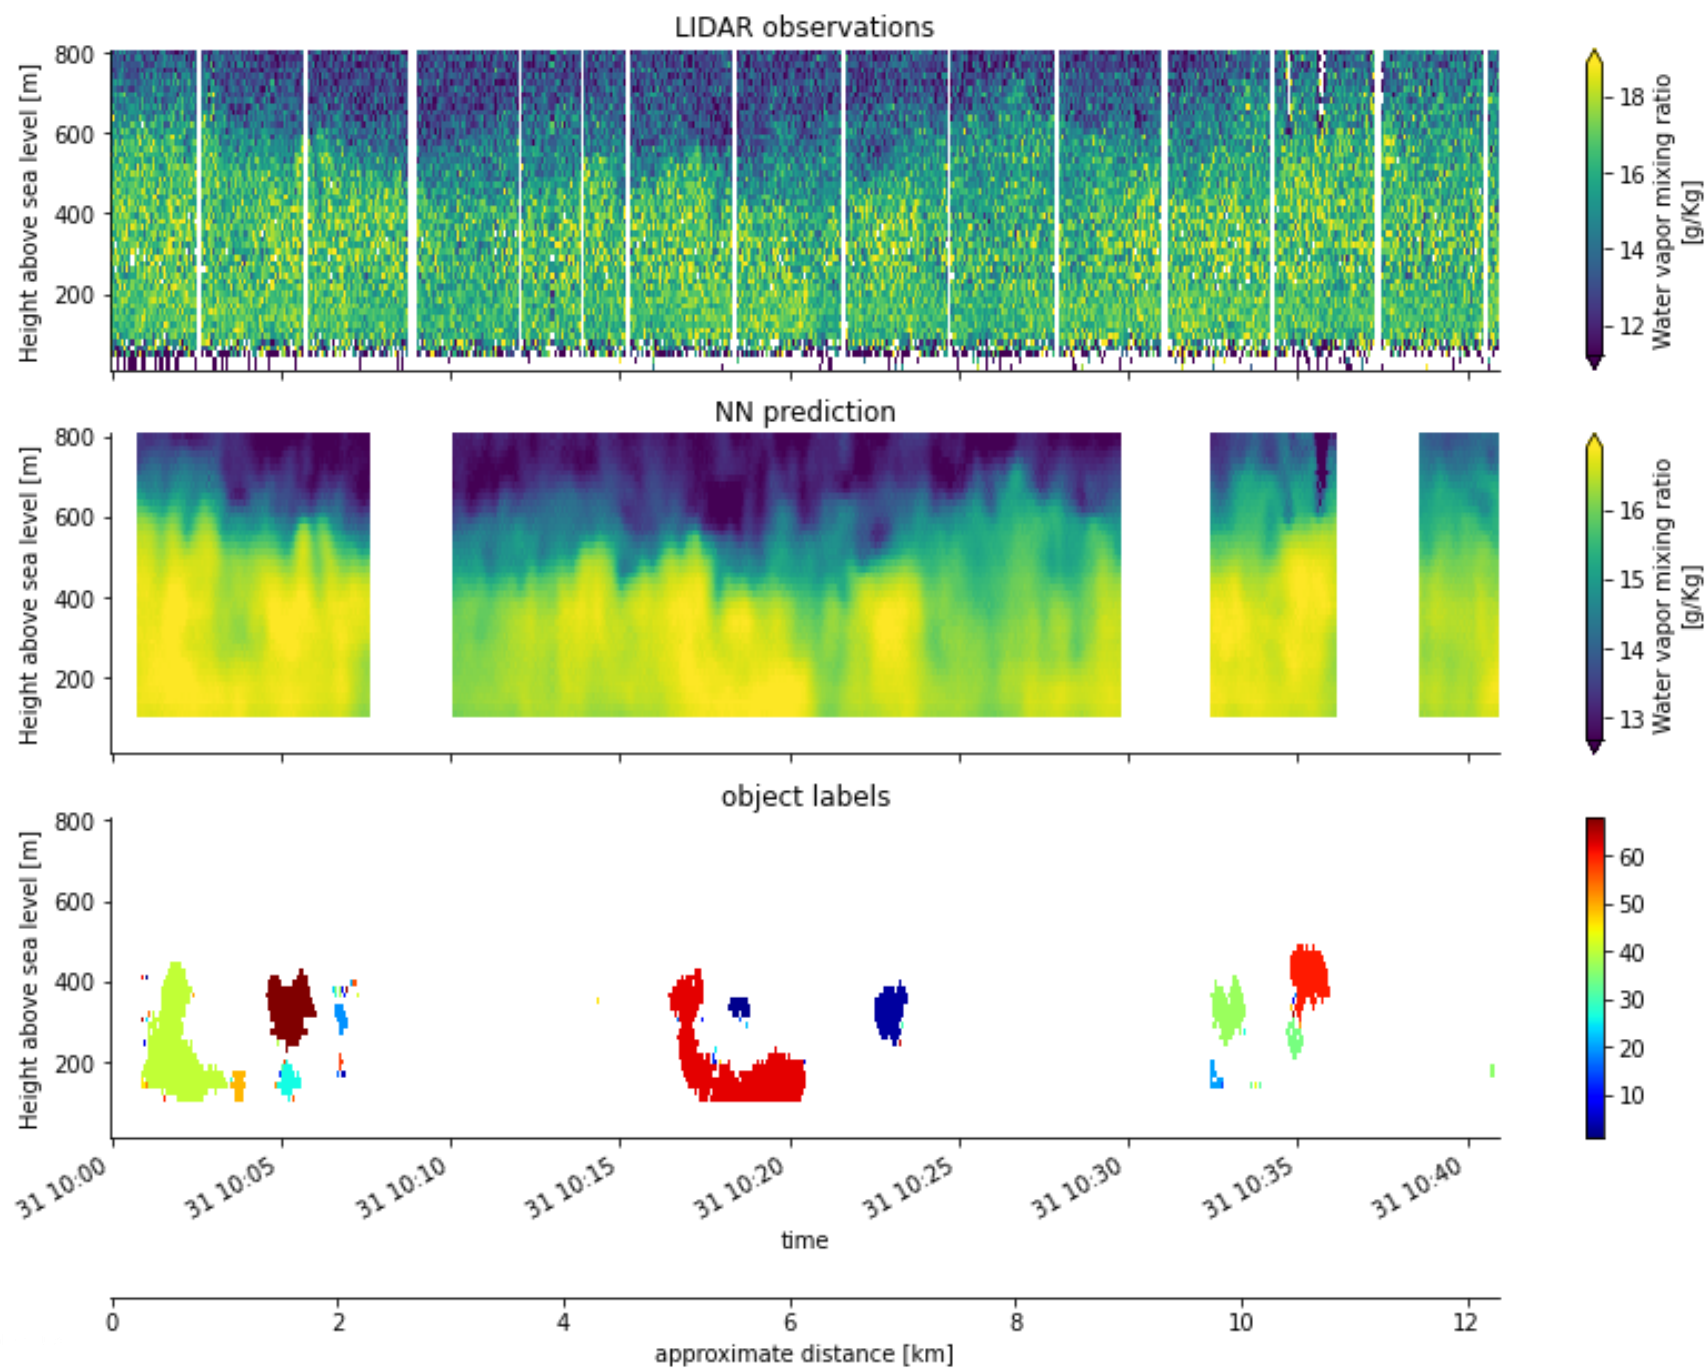 LIDAR observations
Height above sea level [m]
800
600
400
200
18
16
14
12
Water vapor mixing ratio
[g/Kg]
NN prediction
Height above sea level [m]
800
600
400
200
16
15
14
13
Water vapor mixing ratio
[g/Kg]
object labels
Height above sea level [m]
800
600
400
200
60
50
40
30
20
10
31 10:00
31 10:05
31 10:10
31 10:15
31 10:20
31 10:25
31 10:30
31 10:35
31 10:40
time
0 2 4 6 8 10 12
approximate distance [km]